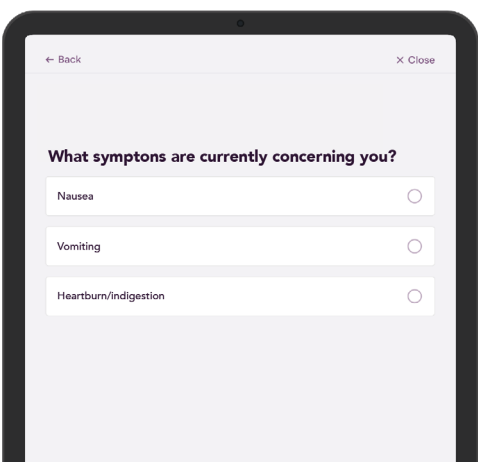 ← Back
× Close
What symptons are currently concerning you?
Nausea
Vomiting
Heartburn/indigestion